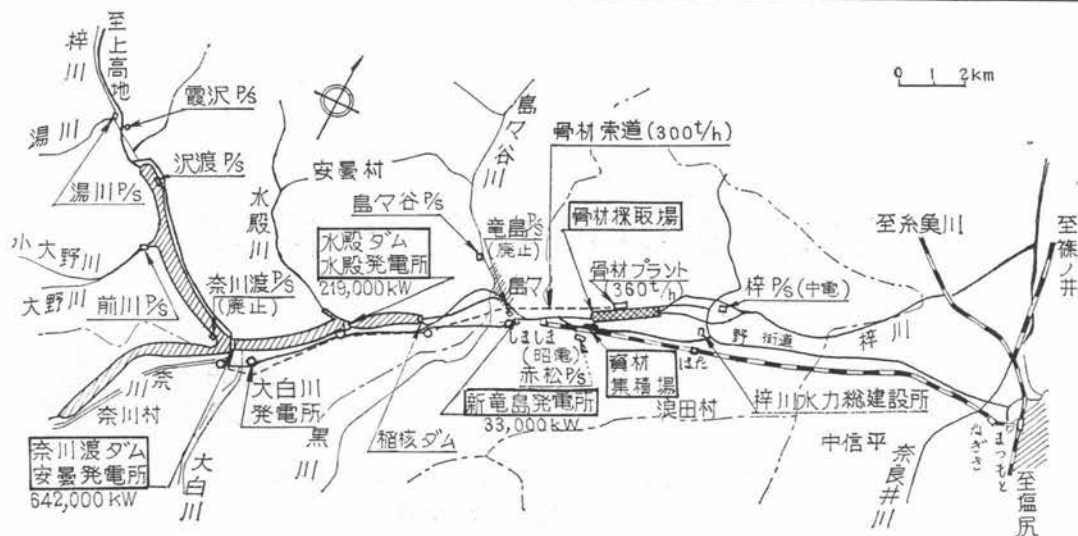 至上高地
梓川
霞沢 P/s
湯川
沢渡 P/s
湯川 P/s
小大野川
大野川
前川 P/s
奈川渡 P/s
(廃止)
水殿川
安曇村
島々谷川
島々谷 P/s
竜島 P/s
(廃止)
島々
水殿ダム
水殿発電所
219,000kW
骨材索道(300t/h)
骨材採取場
骨材プラント
(360t/h)
0 1 2km
至糸魚川
至篠ノ井
梓 P/s(中電)
梓川
野街道
しましま
(昭電)
赤松 P/s
資材
集積場
はた
新竜島発電所
33,000kW
波田村
梓川水力総建設所
中信平
奈良井川
なぎさ
まつもと
至塩尻
奈川
奈川村
大白川
発電所
黒川
稲核ダム
奈川渡ダム
安曇発電所
642,000kW
大白川